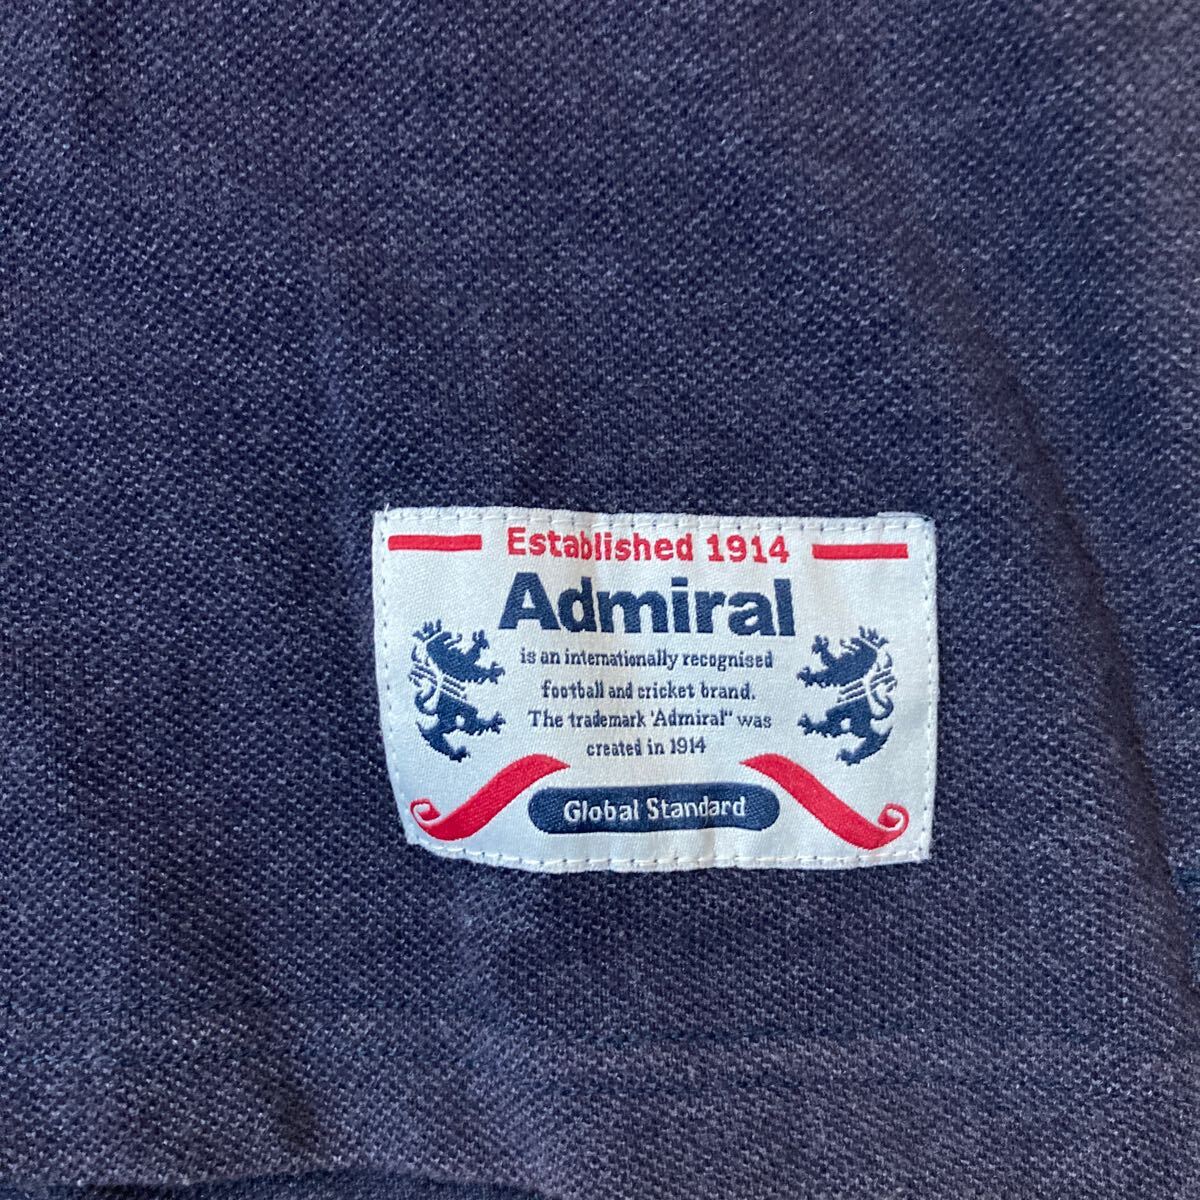 Established 1914
Admiral
is an internationally recognised
football and cricket brand.
The trademark 'Admiral" was
created in 1914
Global Standard